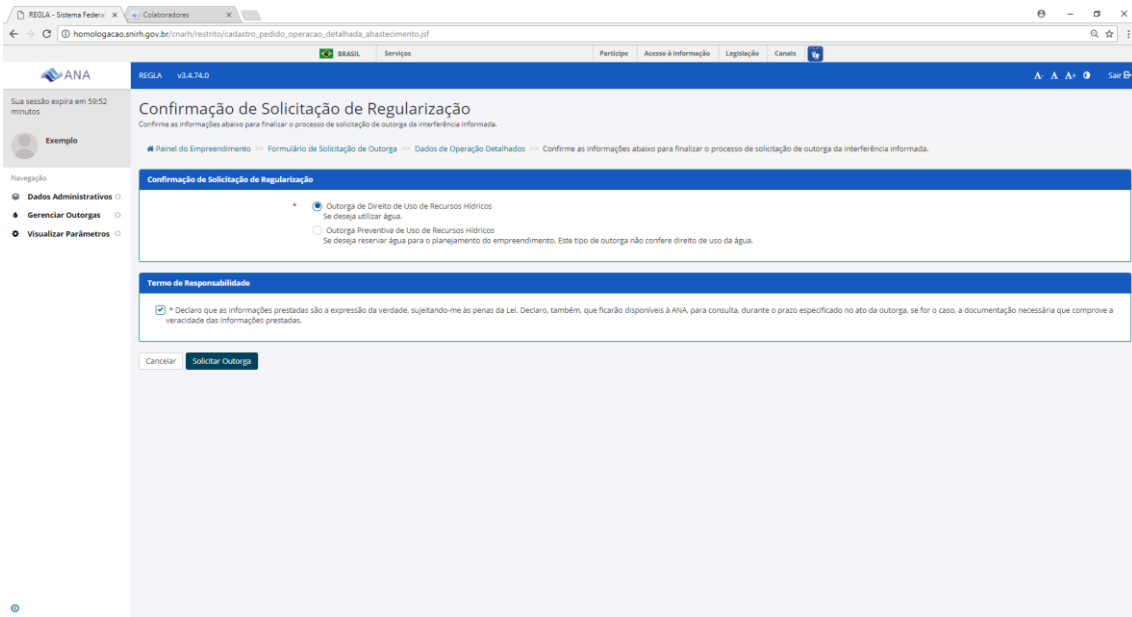 REGLA - Sistema Federal
Colaboradores
homologacao.snirh.gov.br/cnarh/restrito/cadastro_pedido_operacao_detalhada_abastecimento.jsf
BRASIL Serviços Participe Acesso à informação Legislação Canais
ANA REGLA v3.4.74.0 A- A A+ Sair
Sua sessão expira em 59:52
minutos
Exemplo
Navegação
Dados Administrativos
Gerenciar Outorgas
Visualizar Parâmetros
Confirmação de Solicitação de Regularização
Confirme as informações abaixo para finalizar o processo de solicitação de outorga da interferência informada.
Painel do Empreendimento >> Formulário de Solicitação de Outorga >> Dados de Operação Detalhados >> Confirme as informações abaixo para finalizar o processo de solicitação de outorga da interferência informada.
Confirmação de Solicitação de Regularização
* Outorga de Direito de Uso de Recursos Hídricos
Se deseja utilizar água.
Outorga Preventiva de Uso de Recursos Hídricos
Se deseja reservar água para o planejamento do empreendimento. Este tipo de outorga não confere direito de uso da água.
Termo de Responsabilidade
* Declaro que as informações prestadas são a expressão da verdade, sujeitando-me às penas da Lei. Declaro, também, que ficarão disponíveis à ANA, para consulta, durante o prazo especificado no ato da outorga, se for o caso, a documentação necessária que comprove a
veracidade das informações prestadas.
Cancelar Solicitar Outorga